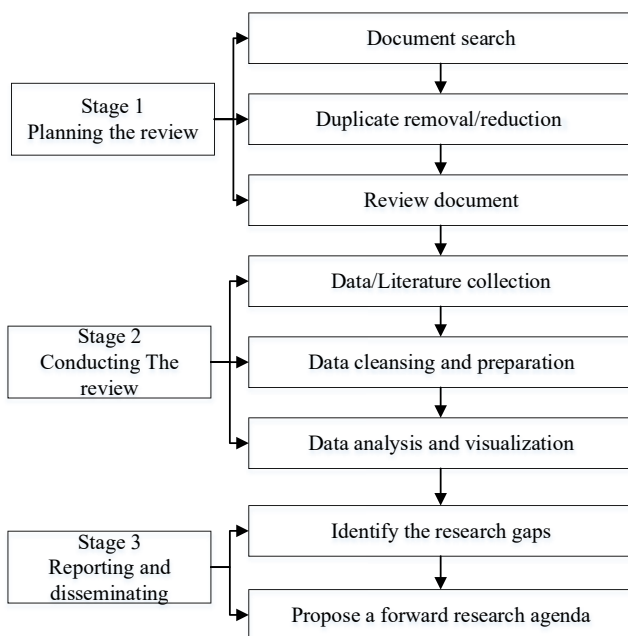 Document search
Stage 1
Planning the review
Duplicate removal/reduction
Review document
Data/Literature collection
Stage 2
Conducting The
review
Data cleansing and preparation
Data analysis and visualization
Identify the research gaps
Stage 3
Reporting and
disseminating
Propose a forward research agenda